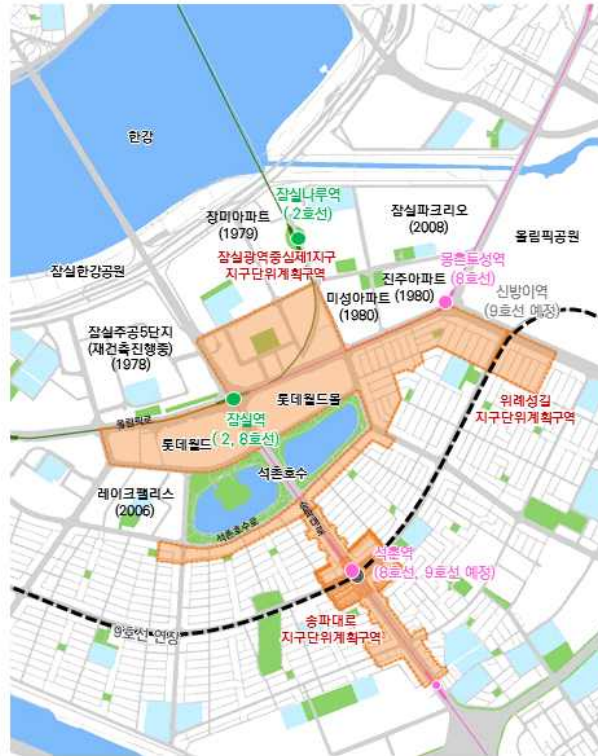 한강
잠실나루역
(2호선)
장미아파트
(1979)
잠실파크리오
(2008)
올림픽공원
잠실광역중심제1지구
지구단위계획구역
몽촌토성역
(8호선)
잠실한강공원
진주아파트
(1980)
미성아파트
(1980)
신방이역
(9호선 예정)
잠실주공5단지
(재건축진행중)
(1978)
롯데월드몰
위례성길
지구단위계획구역
올림픽로
잠실역
(2, 8호선)
롯데월드
석촌호수
레이크팰리스
(2006)
석촌호수로
송파대로
석촌역
(8호선, 9호선 예정)
9호선 연장
송파대로
지구단위계획구역